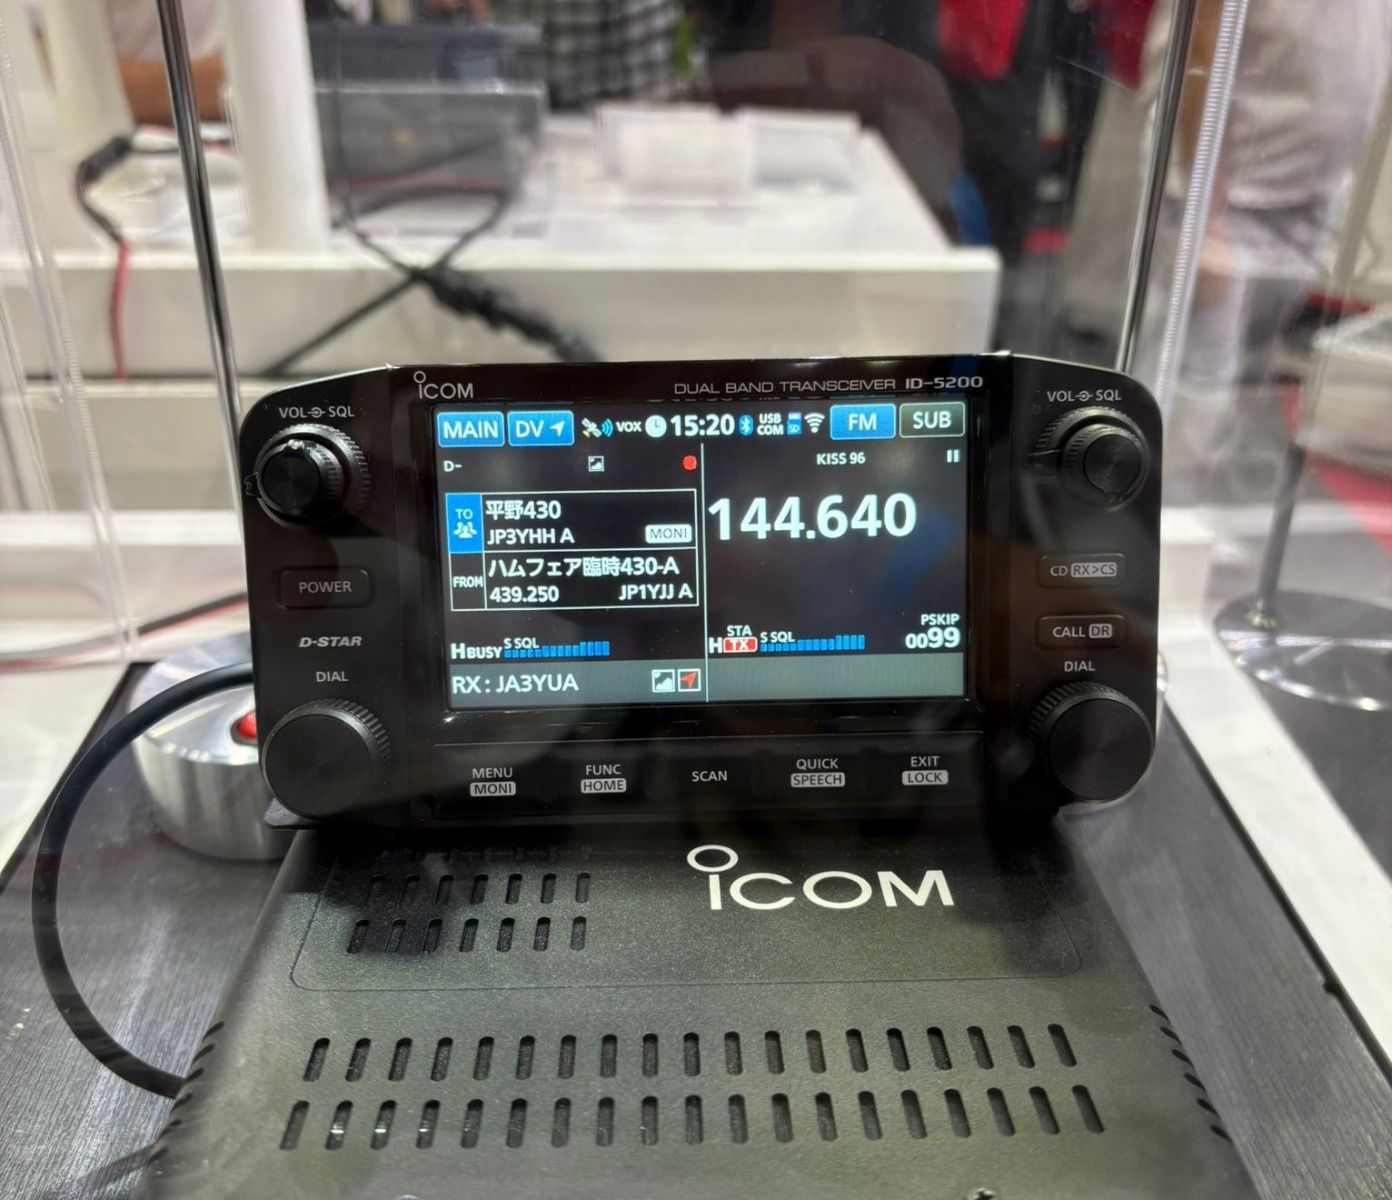 ICOM
DUAL BAND TRANSCEIVER ID-5200
VOL SQL
VOL SQL
MAIN DV VOX 15:20 USB COM SD FM SUB
D-
KISS 96
TO 平野430
JP3YHH A MONI
FROM ハムフェア臨時430-A
439.250 JP1YJJ A
144.640
H BUSY S SQL
H STA TX S SQL
PSKIP
0099
RX : JA3YUA
POWER
D-STAR
DIAL
CD RX>CS
CALL DR
DIAL
MENU
MONI
FUNC
HOME
SCAN
QUICK
SPEECH
EXIT
LOCK
ICOM